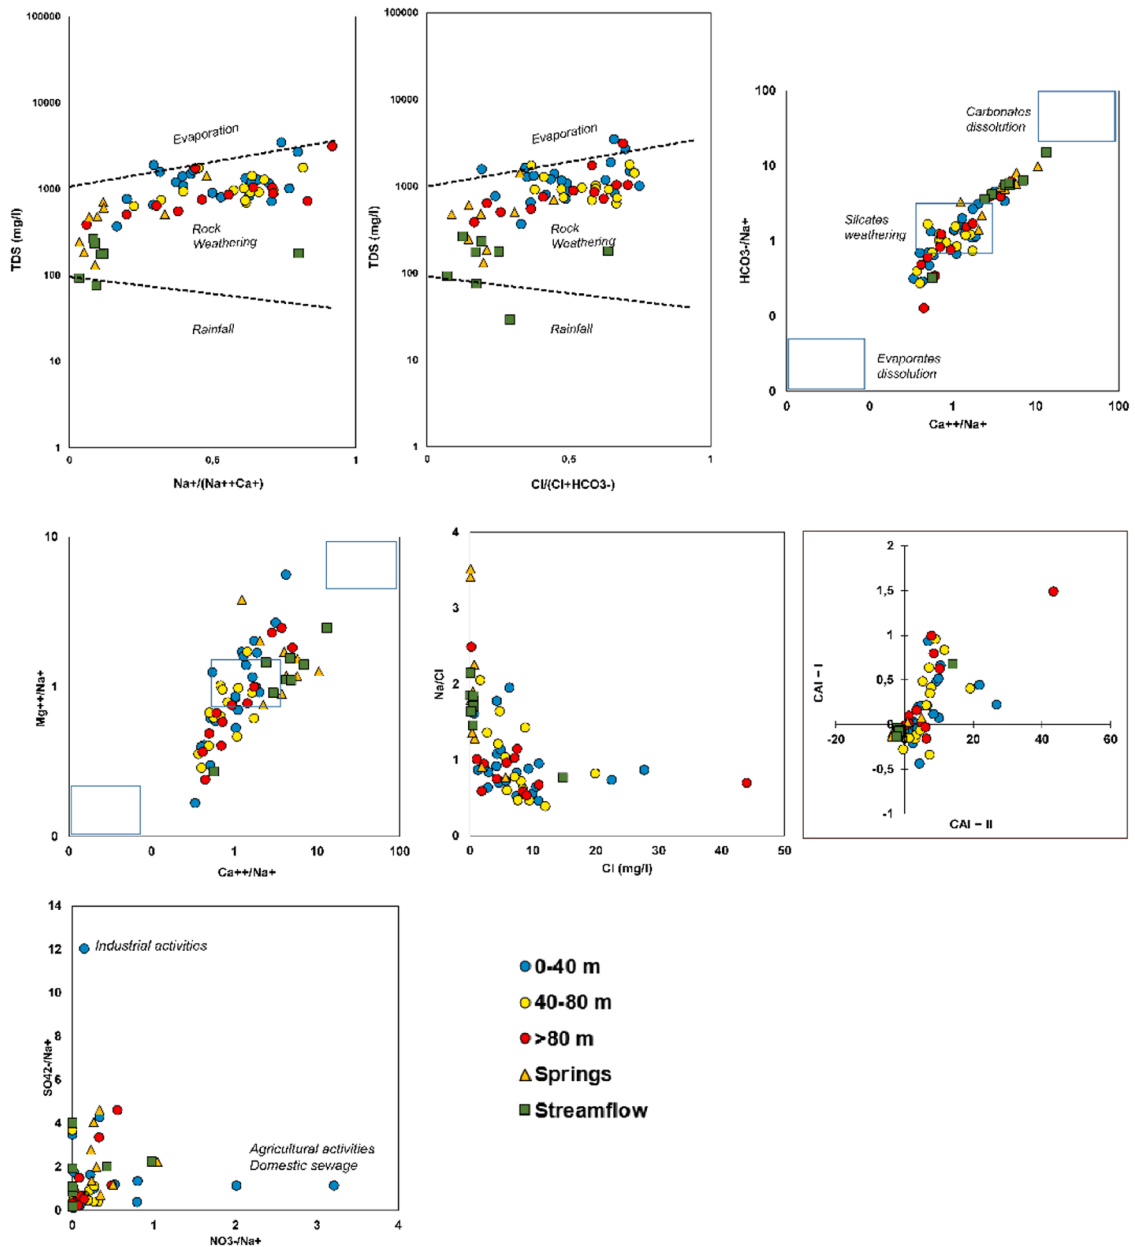 100000
10000
1000
100
10
1
TDS (mg/l)
Evaporation
Rock
Weathering
Rainfall
0
0,5
1
Na+/(Na++Ca+)
100000
10000
1000
100
10
1
TDS (mg/l)
Evaporation
Rock
Weathering
Rainfall
0
0,5
1
Cl/(Cl+HCO3-)
100
10
1
0
0
HCO3-/Na+
Carbonates
dissolution
Silcates
weathering
Evaporates
dissolution
0
0
1
10
100
Ca++/Na+
10
1
0
Mg++/Na+
0
0
1
10
100
Ca++/Na+
4
3
2
1
0
Na/Cl
0
10
20
30
40
50
Cl (mg/l)
2
1,5
1
0,5
0
-0,5
-1
CAI – I
-20
20
40
60
CAI – II
14
12
10
8
6
4
2
0
SO42-/Na+
Industrial activities
Agricultural activities
Domestic sewage
0
1
2
3
4
NO3-/Na+
0-40 m
40-80 m
>80 m
Springs
Streamflow